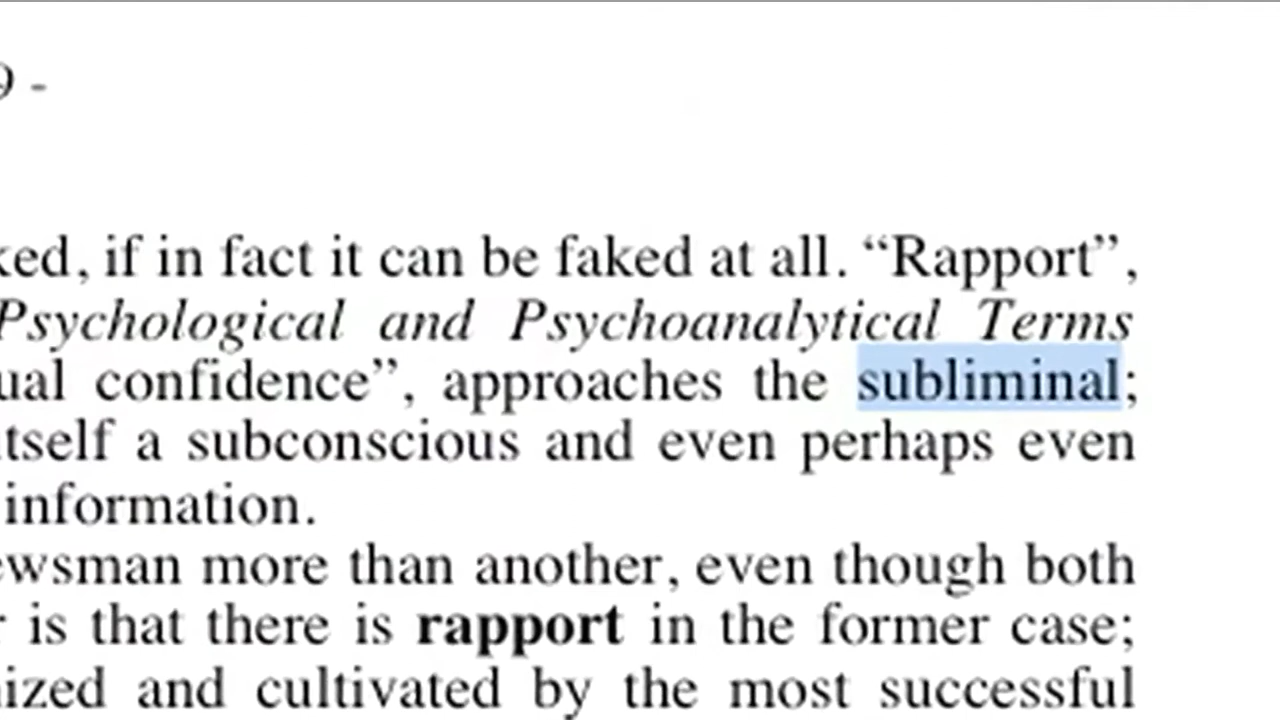 9 -
ked, if in fact it can be faked at all. “Rapport”,
Psychological and Psychoanalytical Terms
ual confidence”, approaches the subliminal;
tself a subconscious and even perhaps even
information.
ewsman more than another, even though both
r is that there is rapport in the former case;
ized and cultivated by the most successful